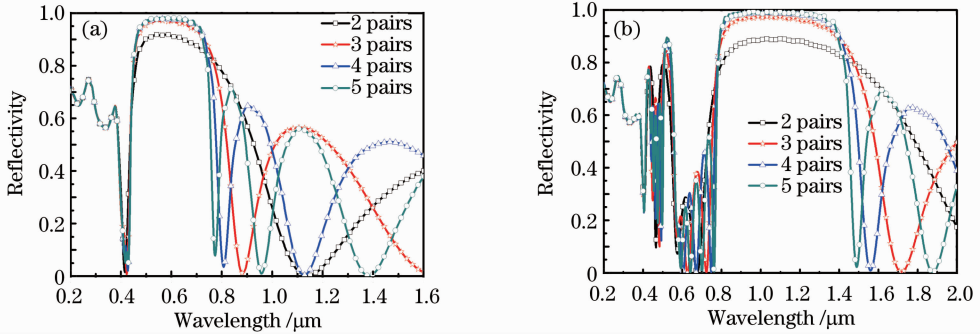 (a)
2 pairs
3 pairs
4 pairs
5 pairs
Reflectivity
1.0
0.8
0.6
0.4
0.2
0
0.2 0.4 0.6 0.8 1.0 1.2 1.4 1.6
Wavelength /μm
(b)
2 pairs
3 pairs
4 pairs
5 pairs
Reflectivity
1.0
0.8
0.6
0.4
0.2
0
0.2 0.4 0.6 0.8 1.0 1.2 1.4 1.6 1.8 2.0
Wavelength /μm